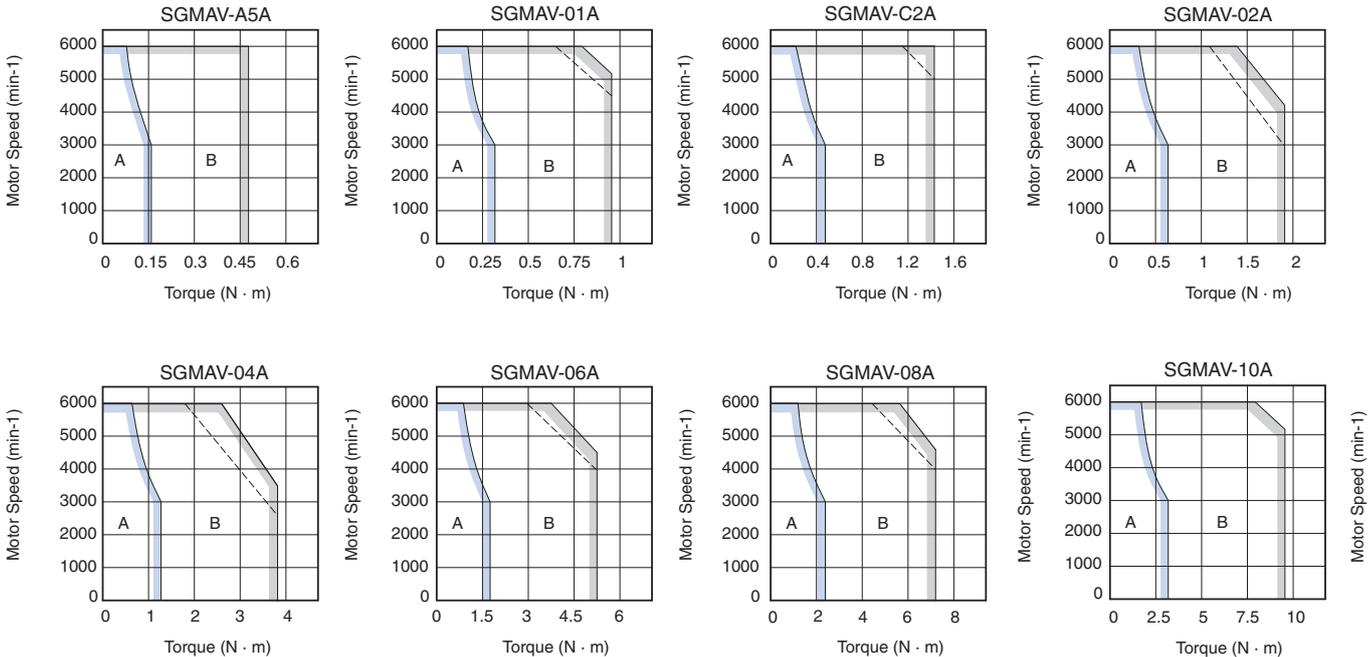 SGMAV-A5A
Motor Speed (min-1)
6000
5000
4000
3000
2000
1000
0
A
B
0 0.15 0.3 0.45 0.6
Torque (N · m)
SGMAV-01A
Motor Speed (min-1)
6000
5000
4000
3000
2000
1000
0
A
B
0 0.25 0.5 0.75 1
Torque (N · m)
SGMAV-C2A
Motor Speed (min-1)
6000
5000
4000
3000
2000
1000
0
A
B
0 0.4 0.8 1.2 1.6
Torque (N · m)
SGMAV-02A
Motor Speed (min-1)
6000
5000
4000
3000
2000
1000
0
A
B
0 0.5 1 1.5 2
Torque (N · m)
SGMAV-04A
Motor Speed (min-1)
6000
5000
4000
3000
2000
1000
0
A
B
0 1 2 3 4
Torque (N · m)
SGMAV-06A
Motor Speed (min-1)
6000
5000
4000
3000
2000
1000
0
A
B
0 1.5 3 4.5 6
Torque (N · m)
SGMAV-08A
Motor Speed (min-1)
6000
5000
4000
3000
2000
1000
0
A
B
0 2 4 6 8
Torque (N · m)
SGMAV-10A
Motor Speed (min-1)
6000
5000
4000
3000
2000
1000
0
A
B
0 2.5 5 7.5 10
Torque (N · m)
Motor Speed (min-1)